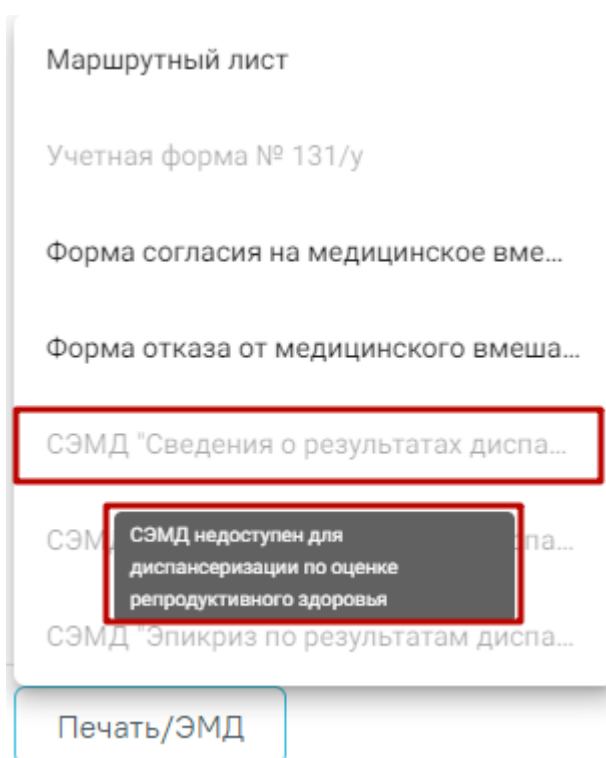 Маршрутный лист
Учетная форма № 131/у
Форма согласия на медицинское вме...
Форма отказа от медицинского вмеша...
СЭМД "Сведения о результатах диспа...
СЭМД недоступен для
диспансеризации по оценке
репродуктивного здоровья
СЭМД "Эпикриз по результатам диспа...
Печать/ЭМД